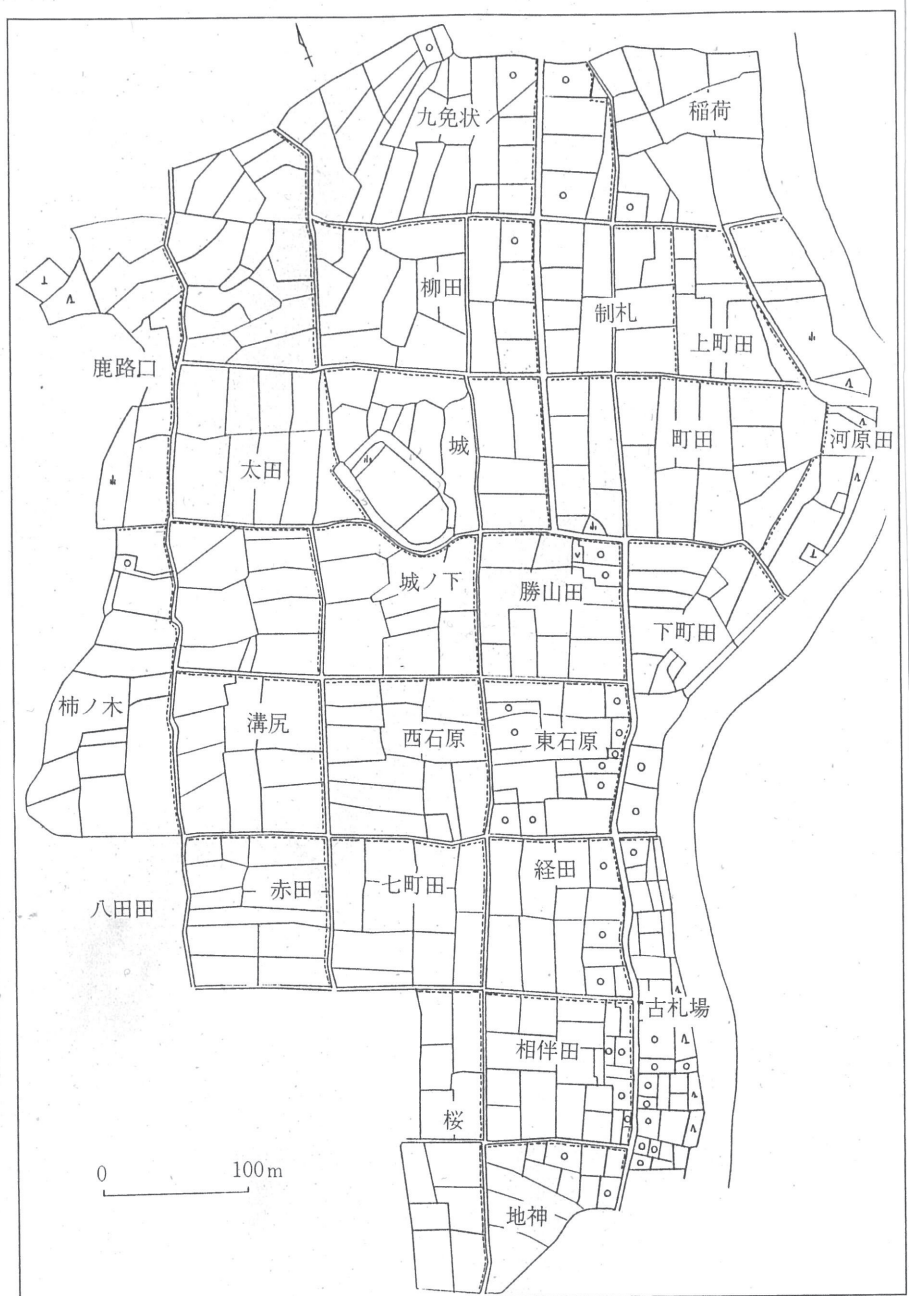 九免状
稲荷
柳田
制札
上町田
鹿路口
城
町田
河原田
太田
城ノ下
勝山田
下町田
柿ノ木
溝尻
西石原
東石原
八田田
赤田
七町田
経田
古札場
相伴田
桜
0 100m
地神